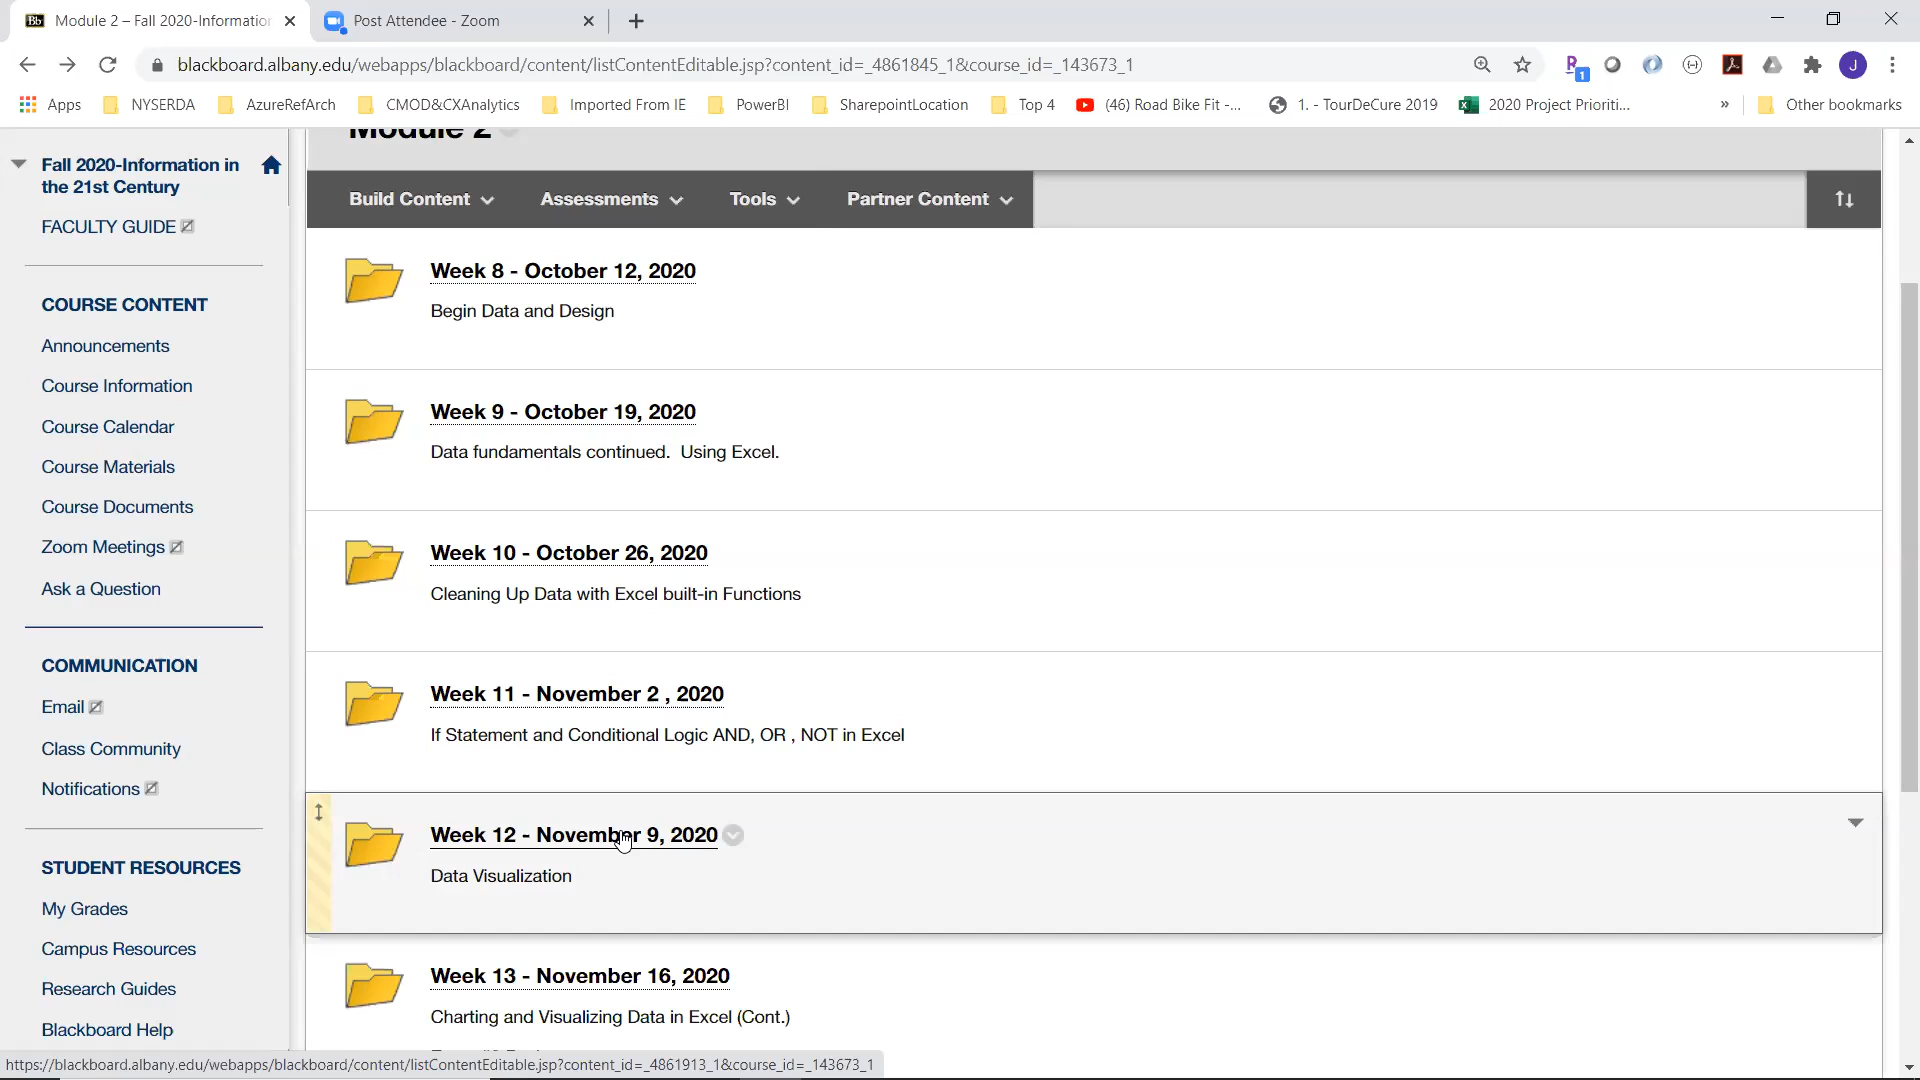 Module 2 – Fall 2020-Information
Post Attendee - Zoom
blackboard.albany.edu/webapps/blackboard/content/listContentEditable.jsp?content_id=_4861845_1&course_id=_143673_1
Apps
NYSERDA
AzureRefArch
CMOD&CXAnalytics
Imported From IE
PowerBI
SharepointLocation
Top 4
(46) Road Bike Fit -...
1. - TourDeCure 2019
2020 Project Prioriti...
»
Other bookmarks
Fall 2020-Information in
the 21st Century
FACULTY GUIDE
COURSE CONTENT
Announcements
Course Information
Course Calendar
Course Materials
Course Documents
Zoom Meetings
Ask a Question
COMMUNICATION
Email
Class Community
Notifications
STUDENT RESOURCES
My Grades
Campus Resources
Research Guides
Blackboard Help
Module 2
Build Content
Assessments
Tools
Partner Content
Week 8 - October 12, 2020
Begin Data and Design
Week 9 - October 19, 2020
Data fundamentals continued.  Using Excel.
Week 10 - October 26, 2020
Cleaning Up Data with Excel built-in Functions
Week 11 - November 2 , 2020
If Statement and Conditional Logic AND, OR , NOT in Excel
Week 12 - November 9, 2020
Data Visualization
Week 13 - November 16, 2020
Charting and Visualizing Data in Excel (Cont.)
https://blackboard.albany.edu/webapps/blackboard/content/listContentEditable.jsp?content_id=_4861913_1&course_id=_143673_1